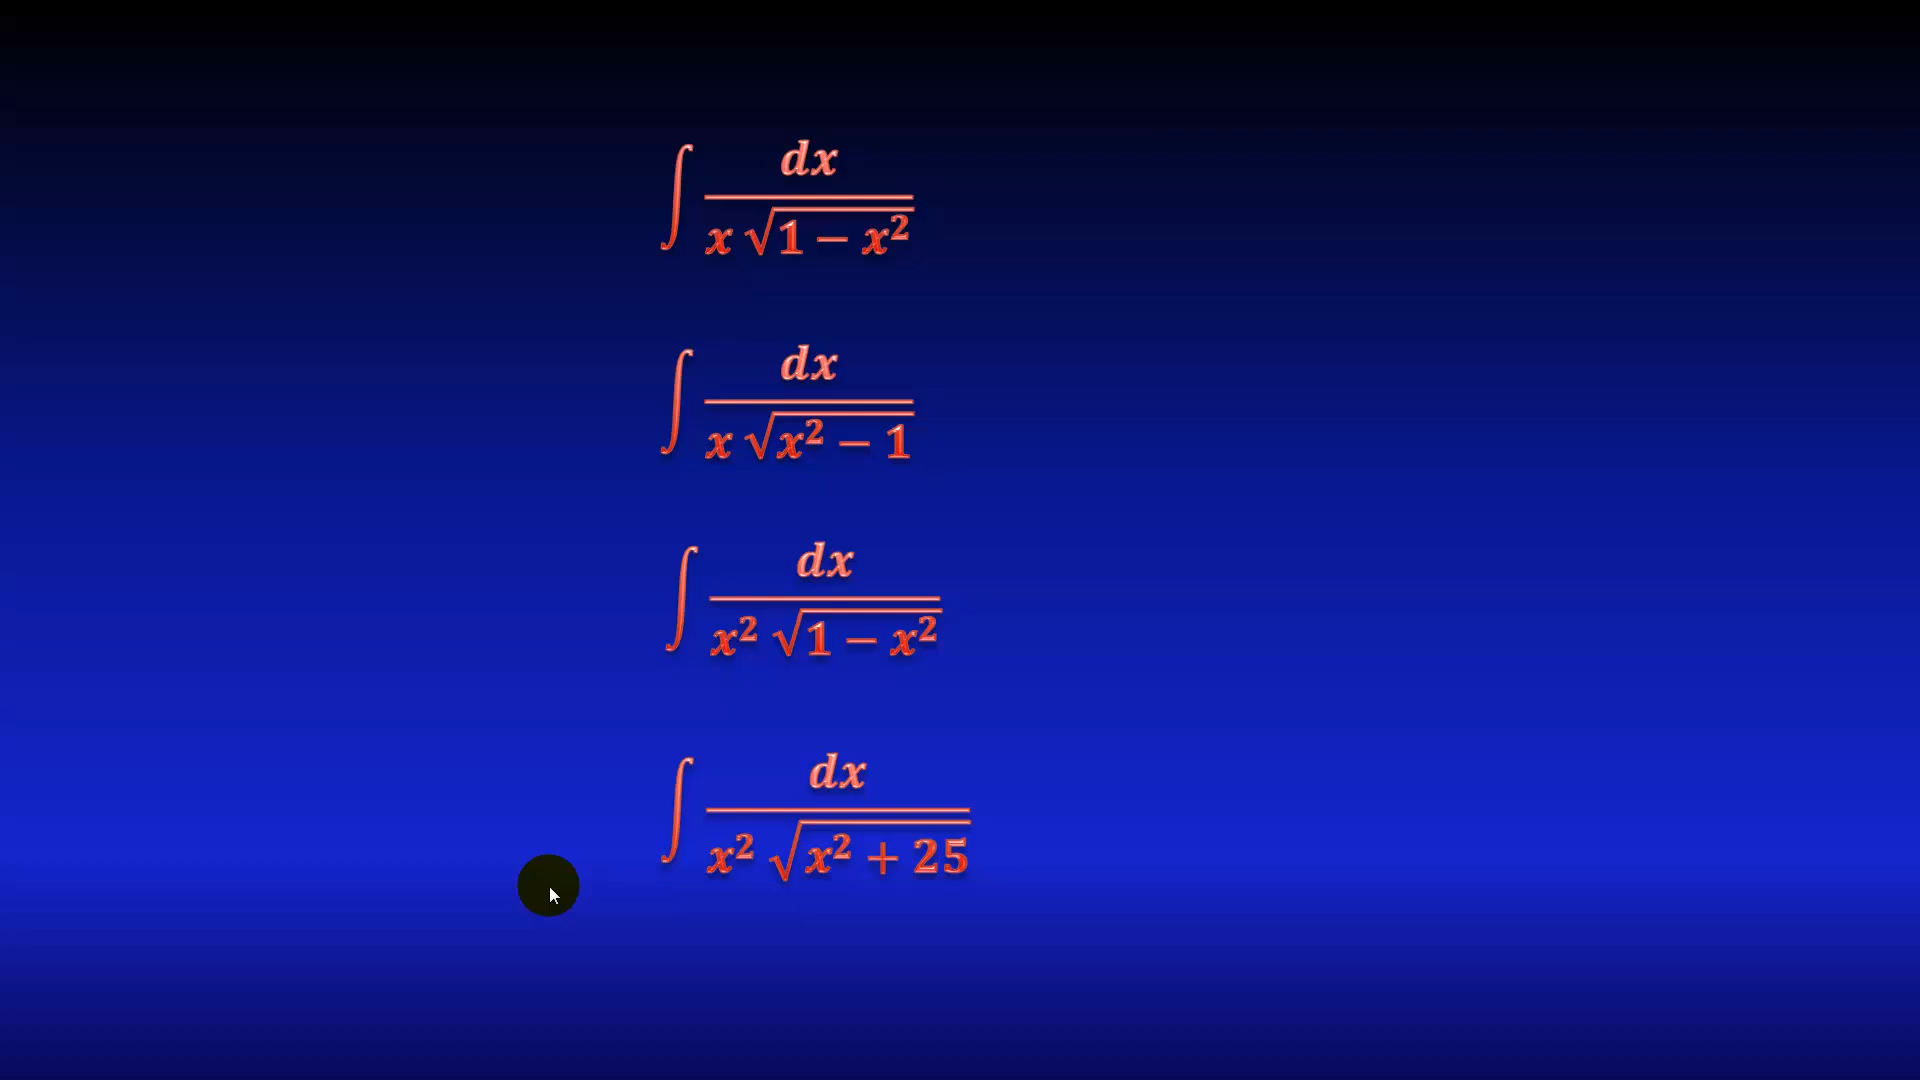 ∫ dx / (x √(1 − x²))
∫ dx / (x √(x² − 1))
∫ dx / (x² √(1 − x²))
∫ dx / (x² √(x² + 25))